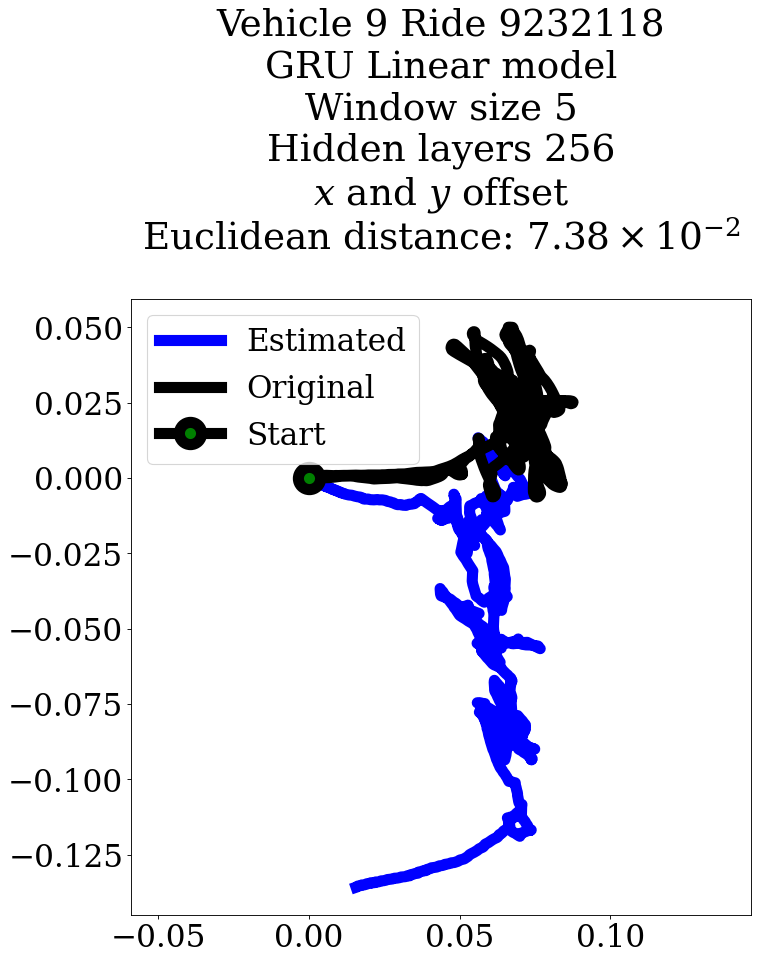 Vehicle 9 Ride 9232118
GRU Linear model
Window size 5
Hidden layers 256
x and y offset
Euclidean distance: 7.38 × 10⁻²
Estimated
Original
Start
0.050
0.025
0.000
−0.025
−0.050
−0.075
−0.100
−0.125
−0.05 0.00 0.05 0.10